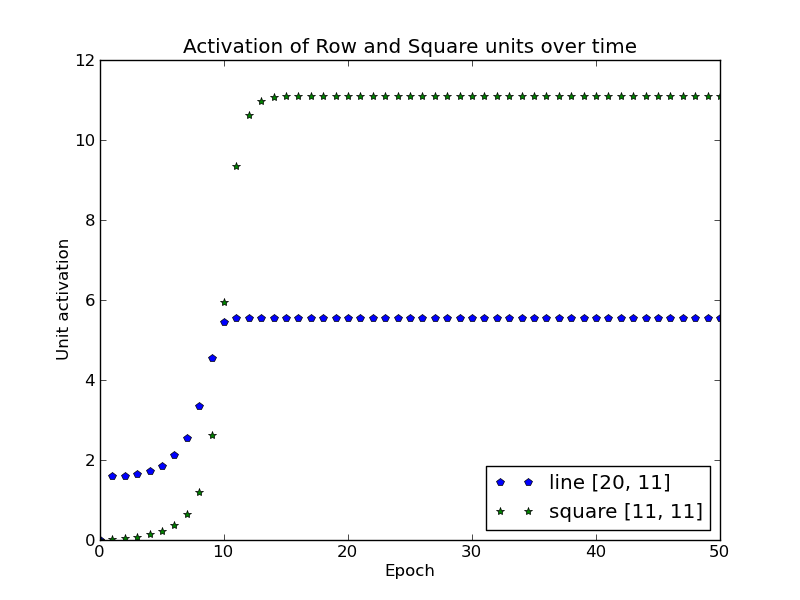 Activation of Row and Square units over time
12
10
8
6
4
2
0
Unit activation
line [20, 11]
square [11, 11]
0 10 20 30 40 50
Epoch